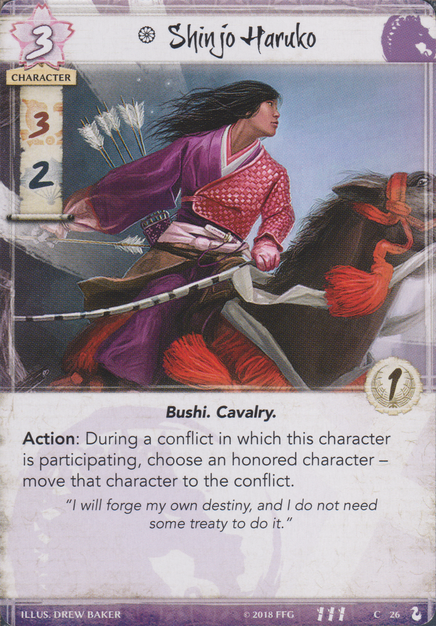 3
Shinjo Haruko
CHARACTER
3
2
1
Bushi. Cavalry.
Action: During a conflict in which this character
is participating, choose an honored character –
move that character to the conflict.
“I will forge my own destiny, and I do not need
some treaty to do it.”
ILLUS. DREW BAKER © 2018 FFG C 26